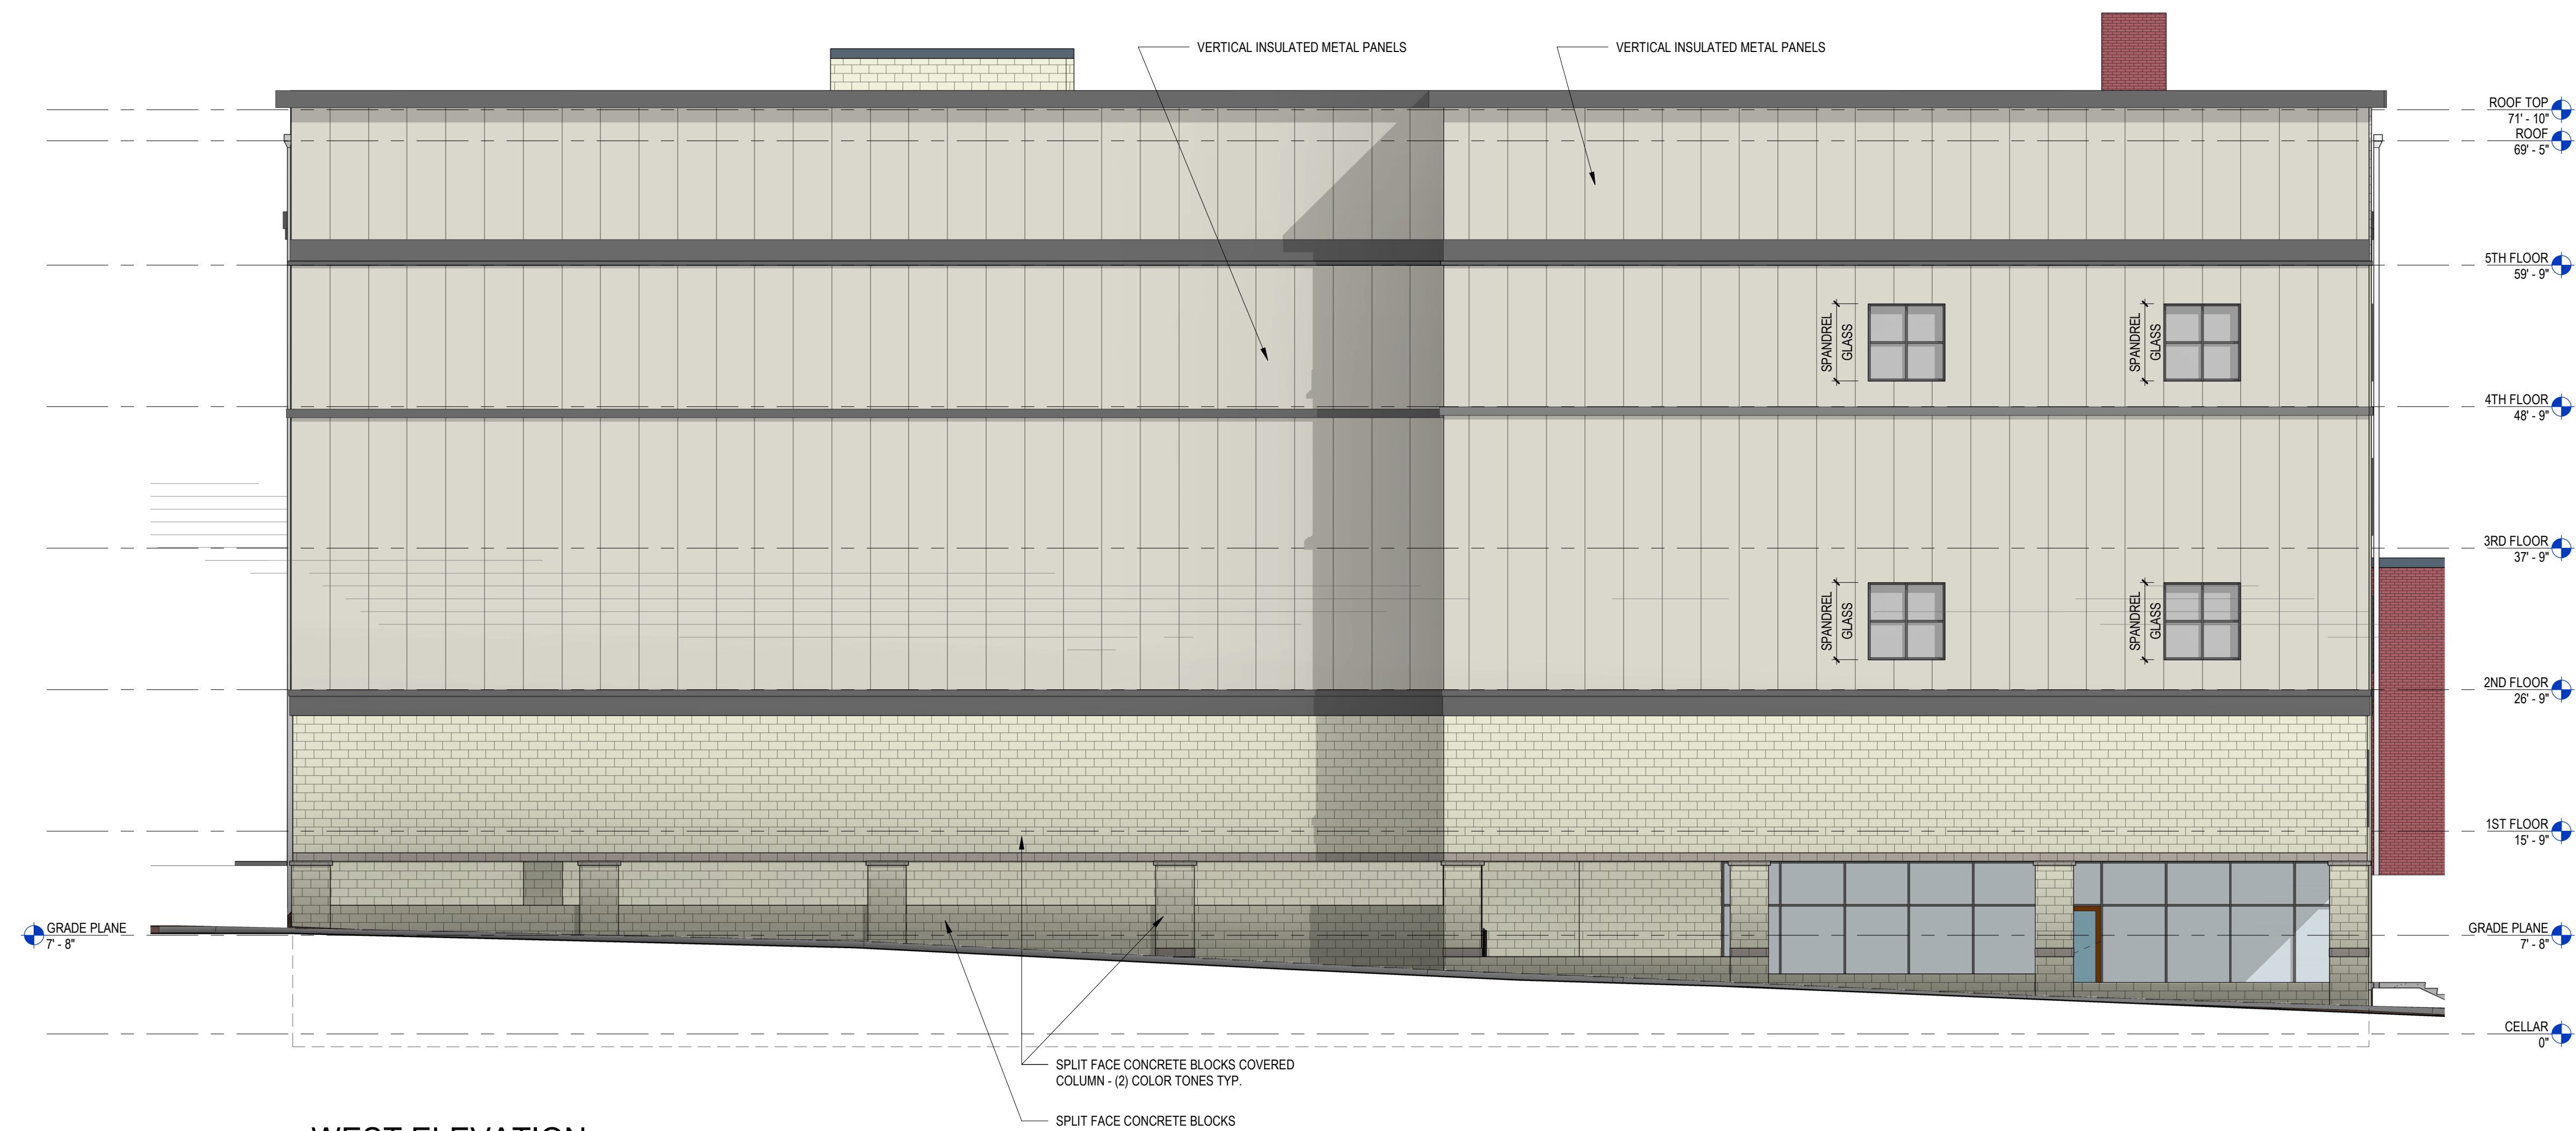 VERTICAL INSULATED METAL PANELS
VERTICAL INSULATED METAL PANELS
ROOF TOP
71' - 10"
ROOF
69' - 5"
5TH FLOOR
59' - 9"
SPANDREL
GLASS
SPANDREL
GLASS
4TH FLOOR
48' - 9"
3RD FLOOR
37' - 9"
SPANDREL
GLASS
SPANDREL
GLASS
2ND FLOOR
26' - 9"
1ST FLOOR
15' - 9"
GRADE PLANE
7' - 8"
GRADE PLANE
7' - 8"
CELLAR
0"
SPLIT FACE CONCRETE BLOCKS COVERED
COLUMN - (2) COLOR TONES TYP.
SPLIT FACE CONCRETE BLOCKS
WEST ELEVATION